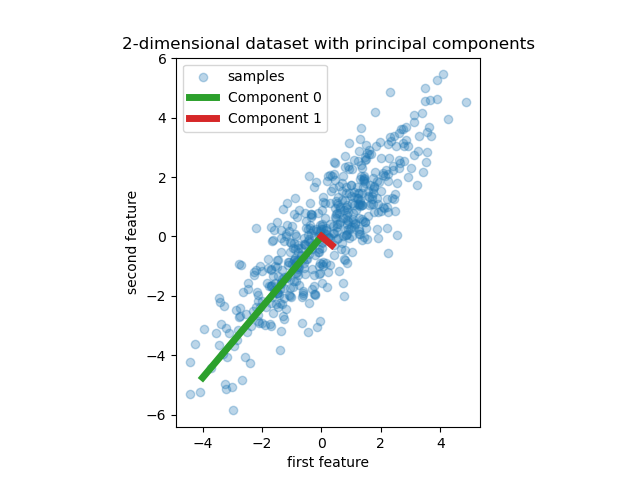 2-dimensional dataset with principal components
samples
Component 0
Component 1
6
4
2
0
−2
−4
−6
second feature
−4 −2 0 2 4
first feature